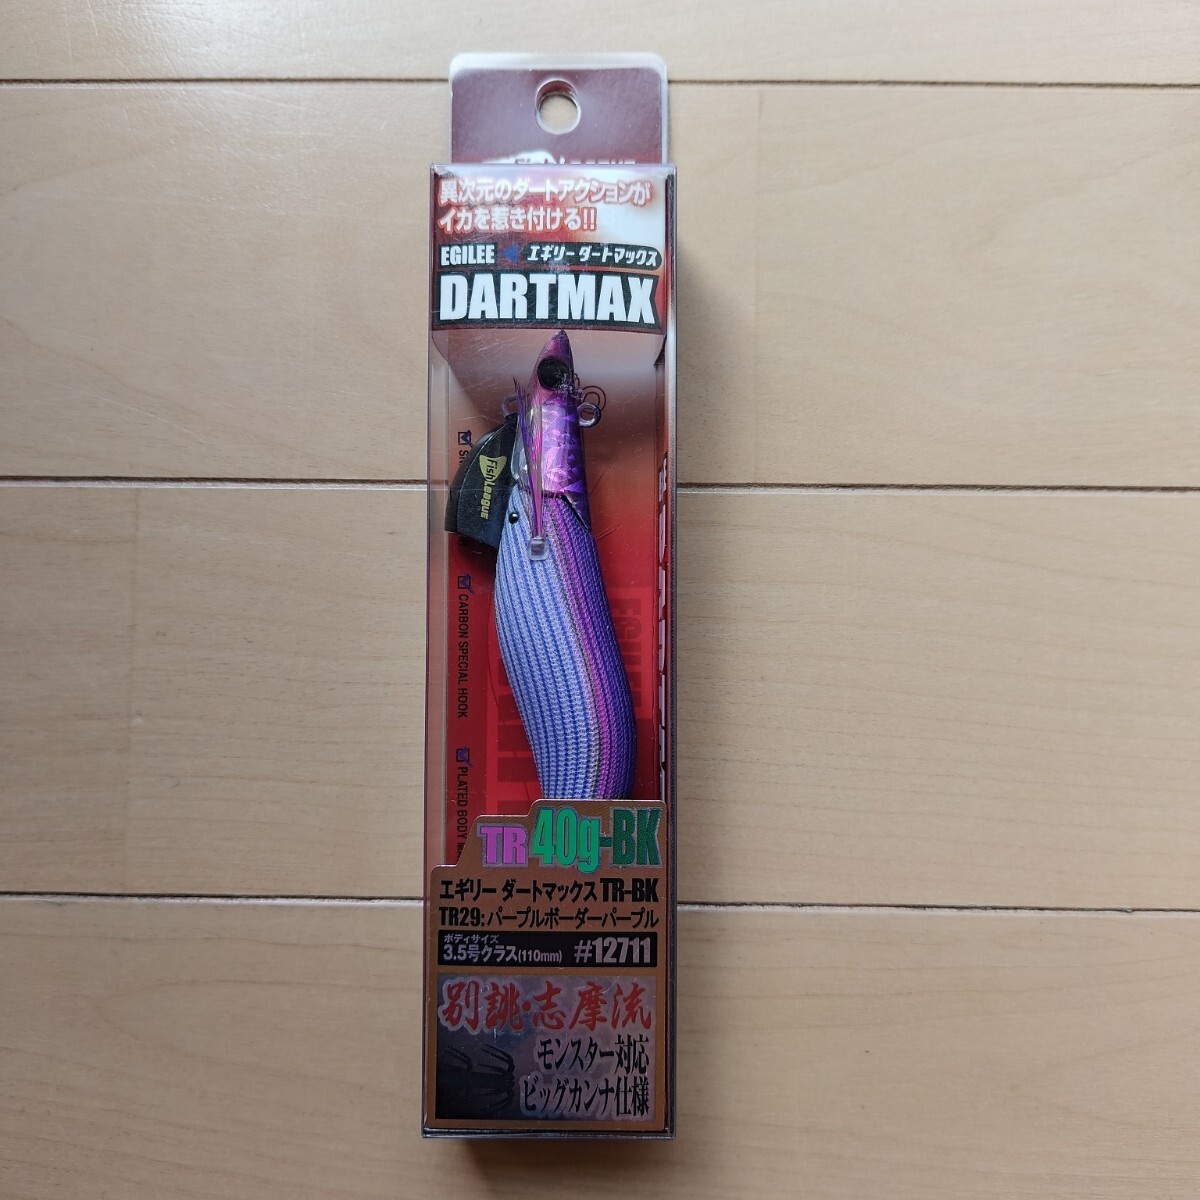 異次元のダートアクションが
イカを惹き付ける!!
EGILEE エギリー ダートマックス
DARTMAX
Fish LEAGUE
CARBON SPECIAL HOOK
PLATED BODY
TR 40g-BK
エギリー ダートマックス TR-BK
TR29:パープルボーダーパープル
ボディサイズ
3.5号クラス(110mm) #12711
別誂・志摩流
モンスター対応
ビッグカンナ仕様